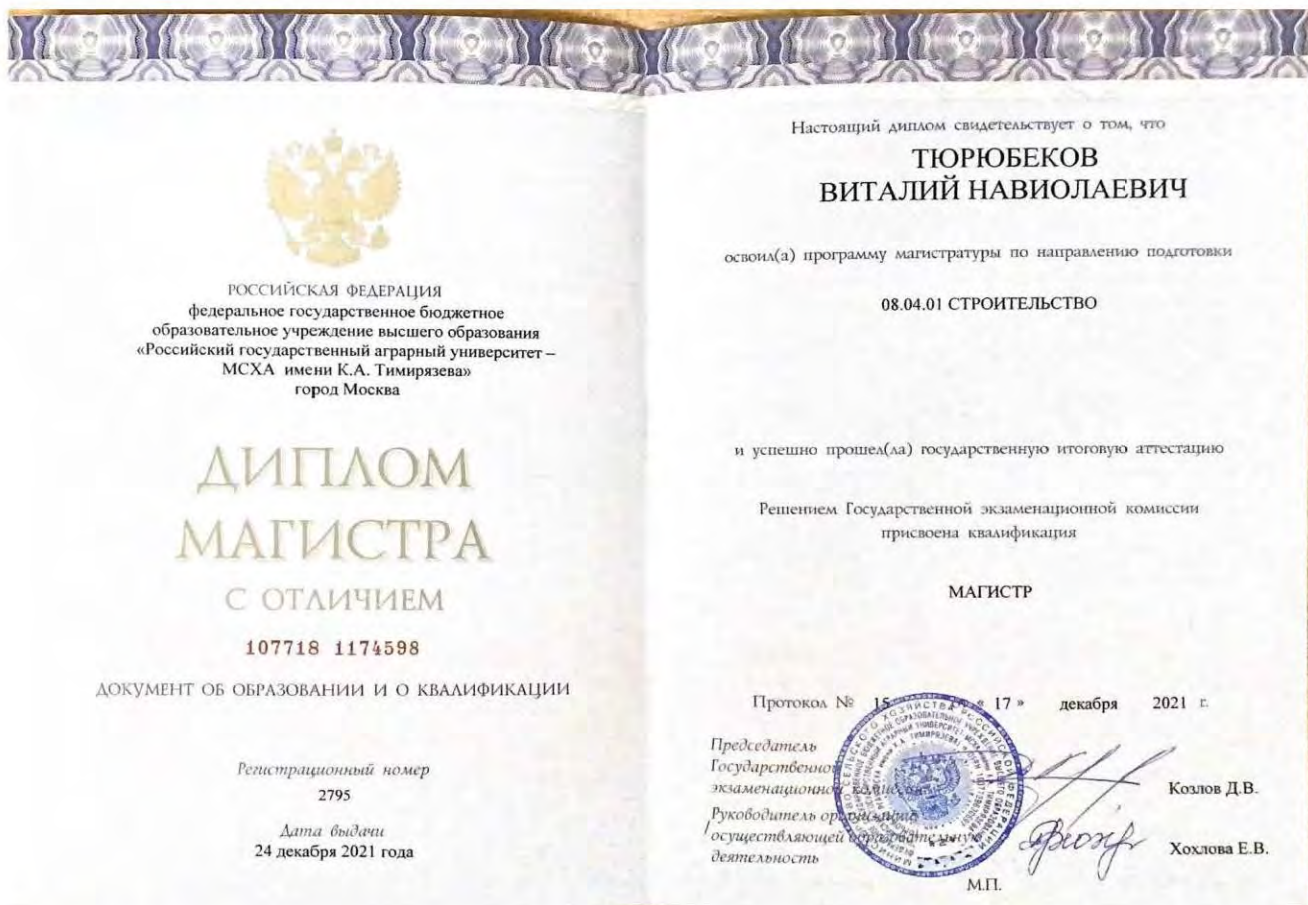 РОССИЙСКАЯ ФЕДЕРАЦИЯ
федеральное государственное бюджетное
образовательное учреждение высшего образования
«Российский государственный аграрный университет –
МСХА имени К.А. Тимирязева»
город Москва
ДИПЛОМ
МАГИСТРА
С ОТЛИЧИЕМ
107718 1174598
ДОКУМЕНТ ОБ ОБРАЗОВАНИИ И О КВАЛИФИКАЦИИ
Регистрационный номер
2795
Дата выдачи
24 декабря 2021 года
Настоящий диплом свидетельствует о том, что
ТЮРЮБЕКОВ
ВИТАЛИЙ НАВИОЛАЕВИЧ
освоил(а) программу магистратуры по направлению подготовки
08.04.01 СТРОИТЕЛЬСТВО
и успешно прошел(ла) государственную итоговую аттестацию
Решением Государственной экзаменационной комиссии
присвоена квалификация
МАГИСТР
Протокол № 15 « 17 » декабря 2021 г.
Председатель
Государственной
экзаменационной комиссии
Козлов Д.В.
Руководитель организации
осуществляющей образовательную
деятельность
Хохлова Е.В.
М.П.